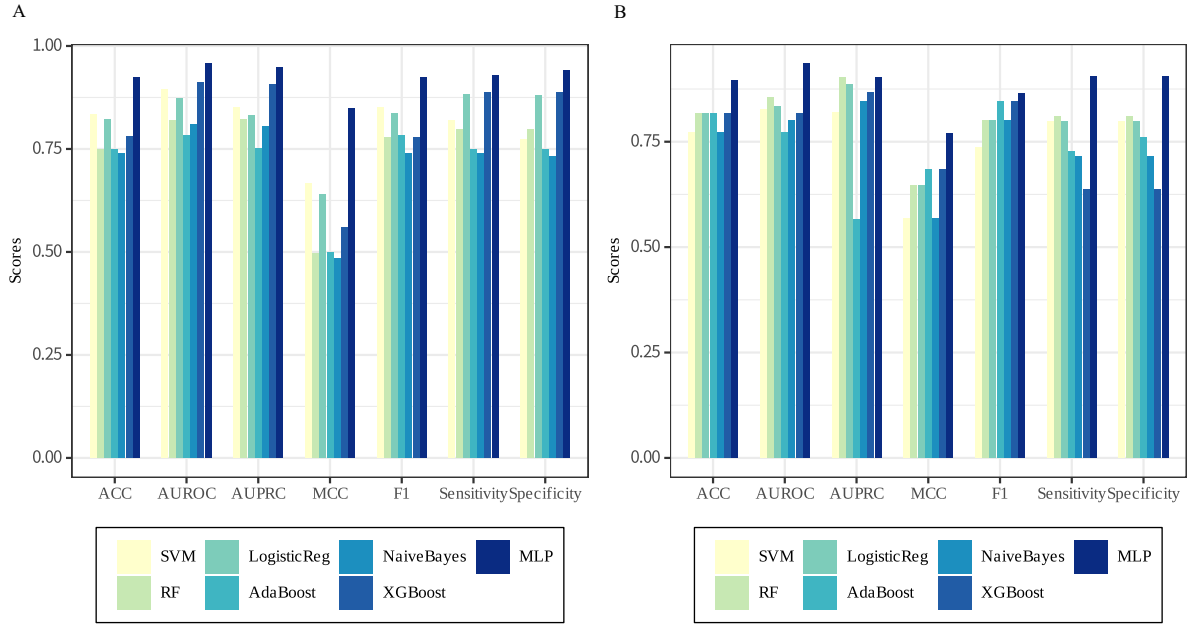 A
Scores
1.00
0.75
0.50
0.25
0.00
ACC AUROC AUPRC MCC F1 Sensitivity Specificity
SVM LogisticReg NaiveBayes MLP
RF AdaBoost XGBoost
B
Scores
0.75
0.50
0.25
0.00
ACC AUROC AUPRC MCC F1 Sensitivity Specificity
SVM LogisticReg NaiveBayes MLP
RF AdaBoost XGBoost